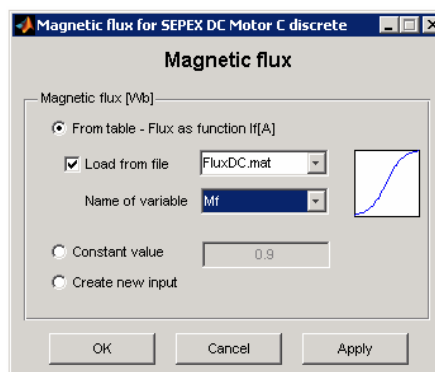 Magnetic flux for SEPEX DC Motor C discrete
Magnetic flux
Magnetic flux [Wb]
From table - Flux as function If[A]
Load from file FluxDC.mat
Name of variable Mf
Constant value 0.9
Create new input
OK Cancel Apply